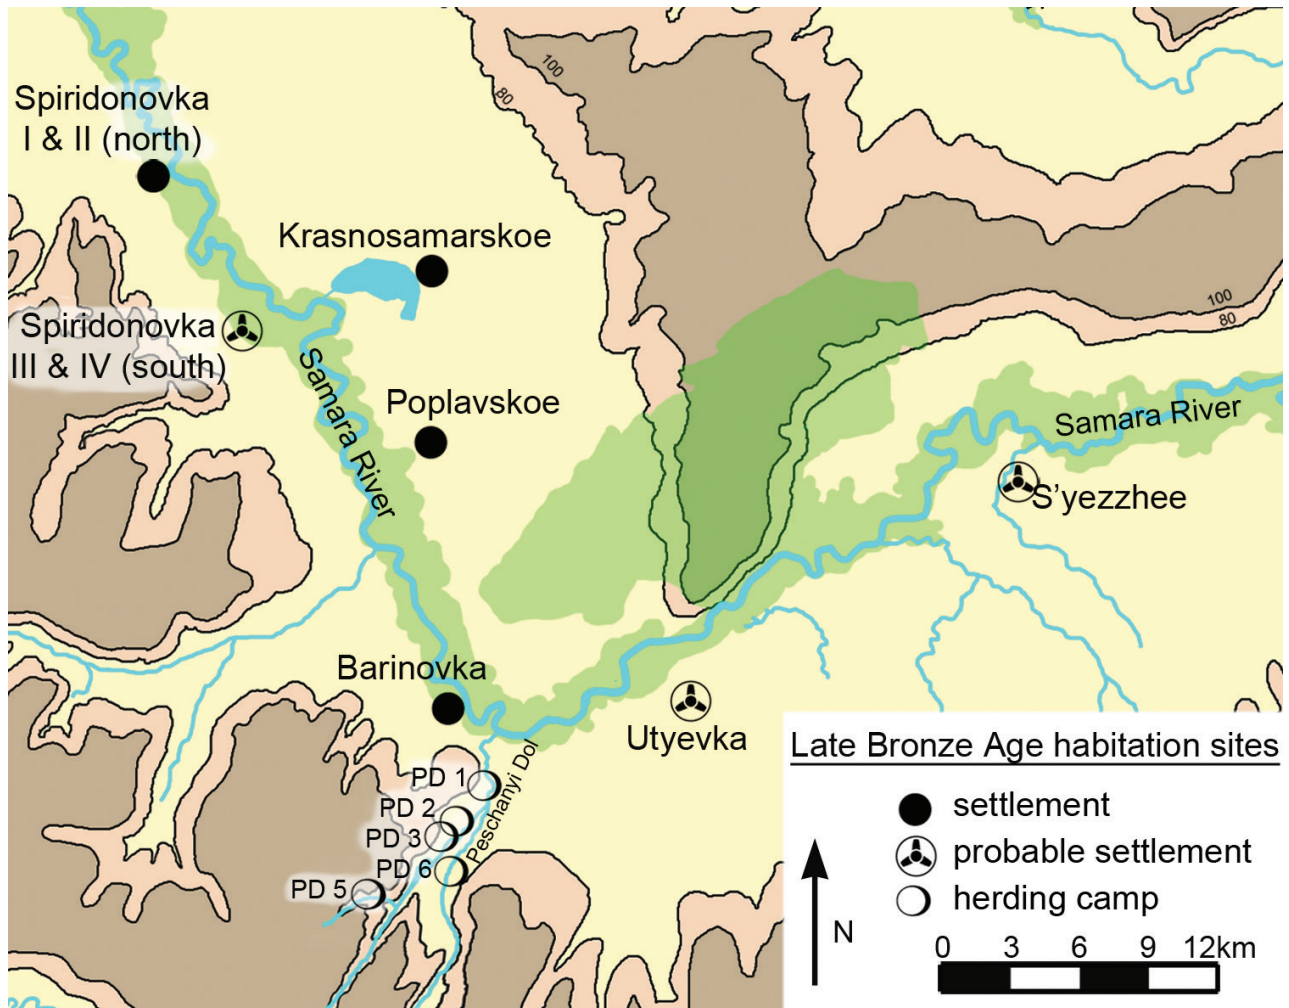 100
80
Spiridonovka
I & II (north)
Krasnosamarskoe
100
80
Spiridonovka
III & IV (south)
Samara River
Poplavskoe
Samara River
S'yezzhee
Barinovka
Utyevka
PD 1
PD 2
PD 3
PD 6
PD 5
Peschanyi Dol
Late Bronze Age habitation sites
settlement
probable settlement
herding camp
N
0 3 6 9 12km